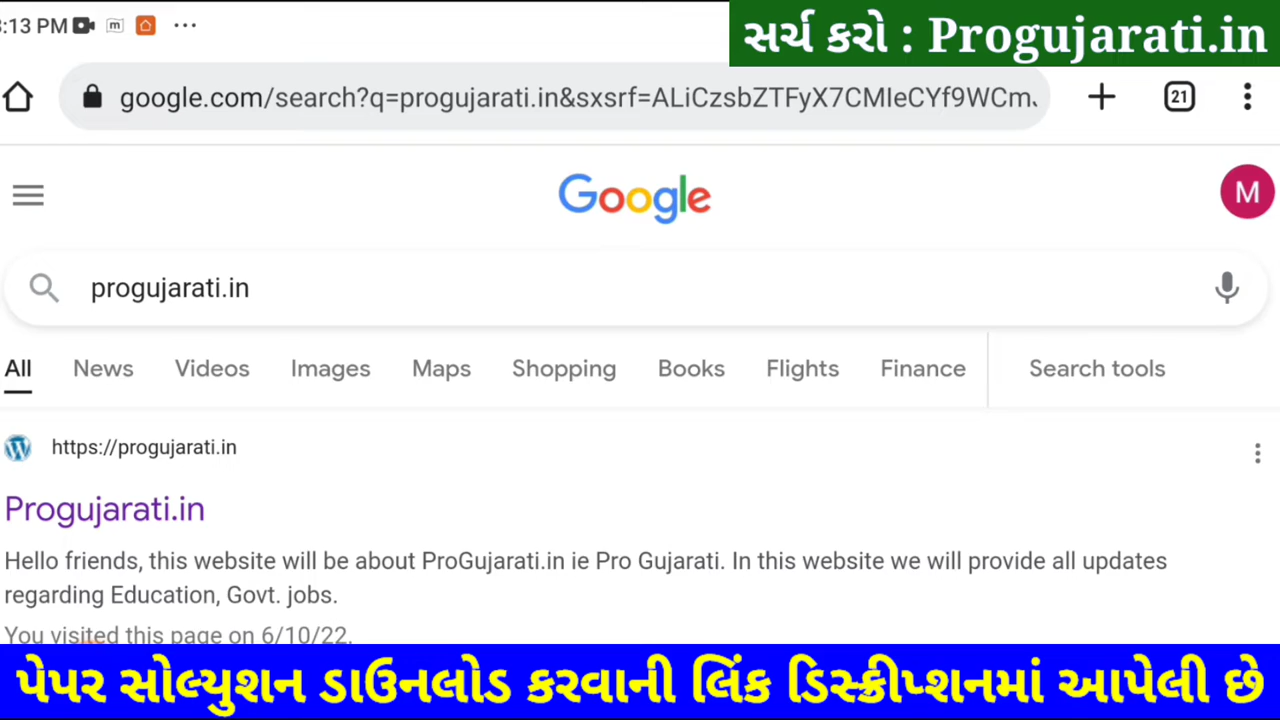 સર્ચ કરો : Progujarati.in
:13 PM
google.com/search?q=progujarati.in&sxsrf=ALiCzsbZTFyX7CMIeCYf9WCm
21
Google
M
progujarati.in
All News Videos Images Maps Shopping Books Flights Finance Search tools
https://progujarati.in
Progujarati.in
Hello friends, this website will be about ProGujarati.in ie Pro Gujarati. In this website we will provide all updates
regarding Education, Govt. jobs.
You visited this page on 6/10/22.
પેપર સોલ્યુશન ડાઉનલોડ કરવાની લિંક ડિસ્ક્રીપ્શનમાં આપેલી છે